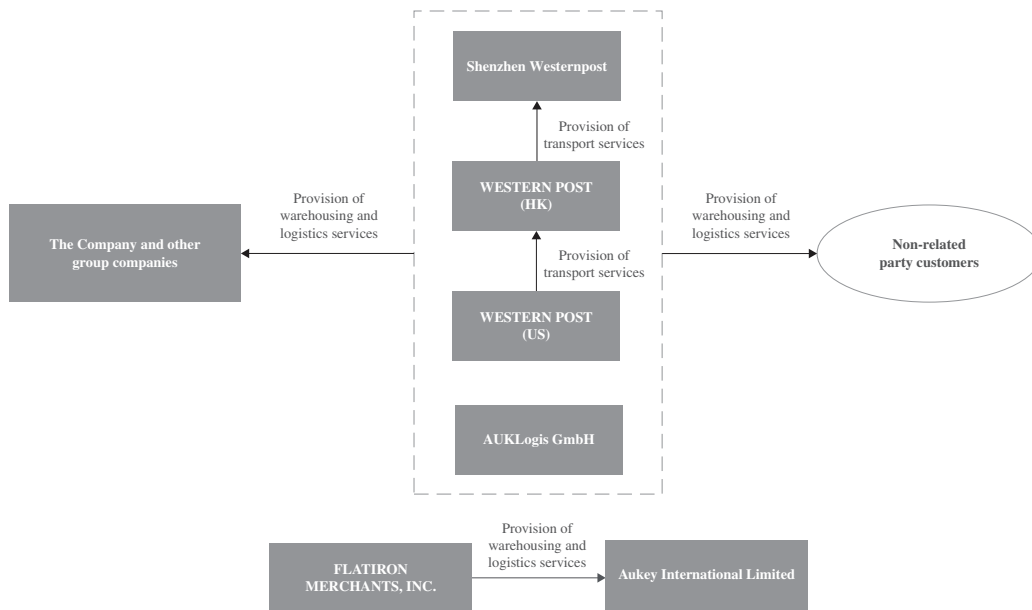 Shenzhen Westernpost
Provision of
transport services
WESTERN POST
(HK)
Provision of
warehousing and
logistics services
Provision of
warehousing and
logistics services
The Company and other
group companies
Non-related
party customers
Provision of
transport services
WESTERN POST
(US)
AUKLogis GmbH
Provision of
warehousing and
logistics services
FLATIRON
MERCHANTS, INC.
Aukey International Limited